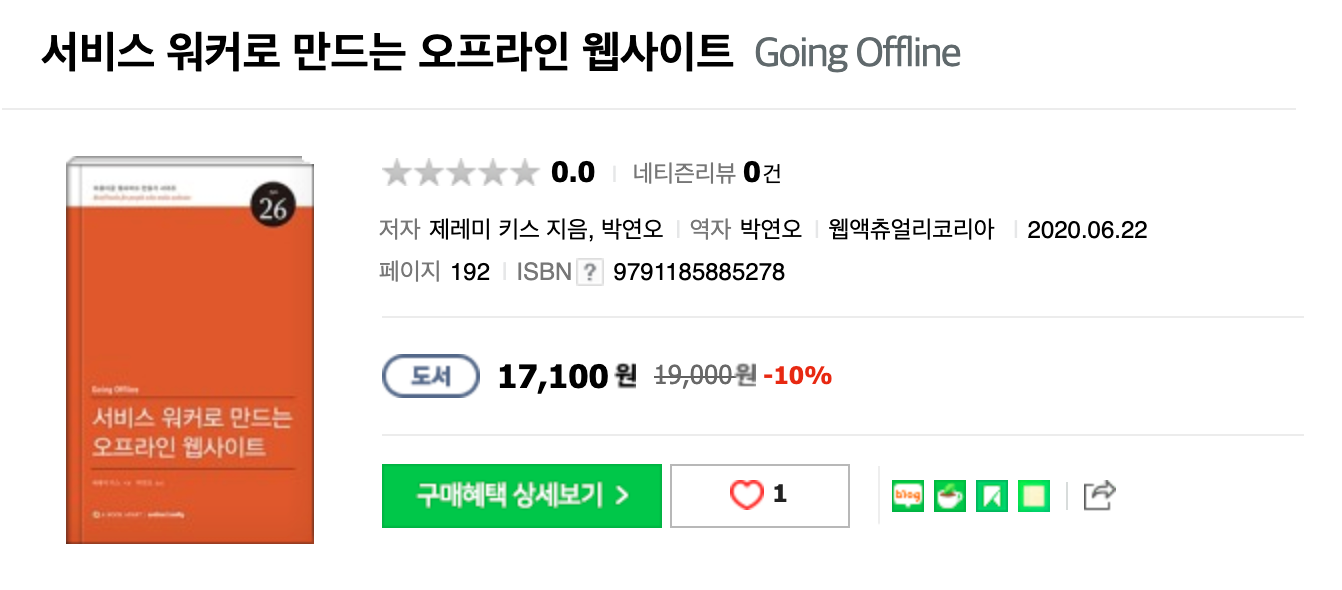 서비스 워커로 만드는 오프라인 웹사이트 Going Offline
26
Going Offline
서비스 워커로 만드는
오프라인 웹사이트
0.0 네티즌리뷰 0건
저자 제레미 키스 지음, 박연오 역자 박연오 웹액츄얼리코리아 2020.06.22
페이지 192 ISBN ? 9791185885278
도서 17,100원 19,000원 -10%
구매혜택 상세보기 > 1 blog